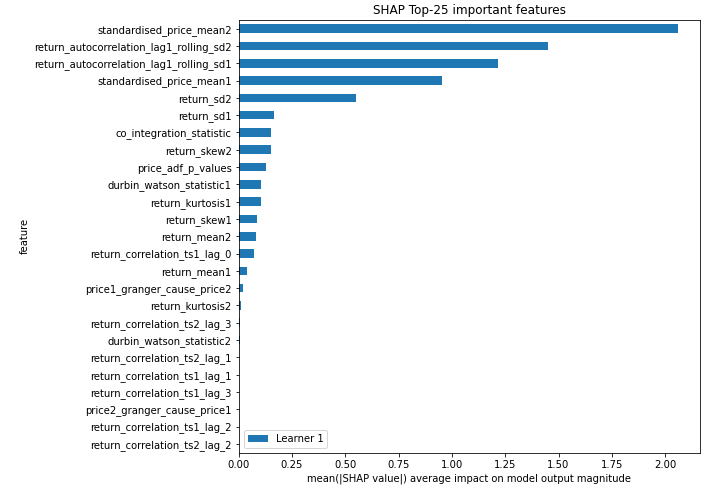 SHAP Top-25 important features
standardised_price_mean2
return_autocorrelation_lag1_rolling_sd2
return_autocorrelation_lag1_rolling_sd1
standardised_price_mean1
return_sd2
return_sd1
co_integration_statistic
return_skew2
price_adf_p_values
durbin_watson_statistic1
return_kurtosis1
return_skew1
return_mean2
return_correlation_ts1_lag_0
return_mean1
price1_granger_cause_price2
return_kurtosis2
return_correlation_ts2_lag_3
durbin_watson_statistic2
return_correlation_ts2_lag_1
return_correlation_ts1_lag_1
return_correlation_ts1_lag_3
price2_granger_cause_price1
return_correlation_ts1_lag_2
return_correlation_ts2_lag_2
feature
Learner 1
0.00 0.25 0.50 0.75 1.00 1.25 1.50 1.75 2.00
mean(|SHAP value|) average impact on model output magnitude